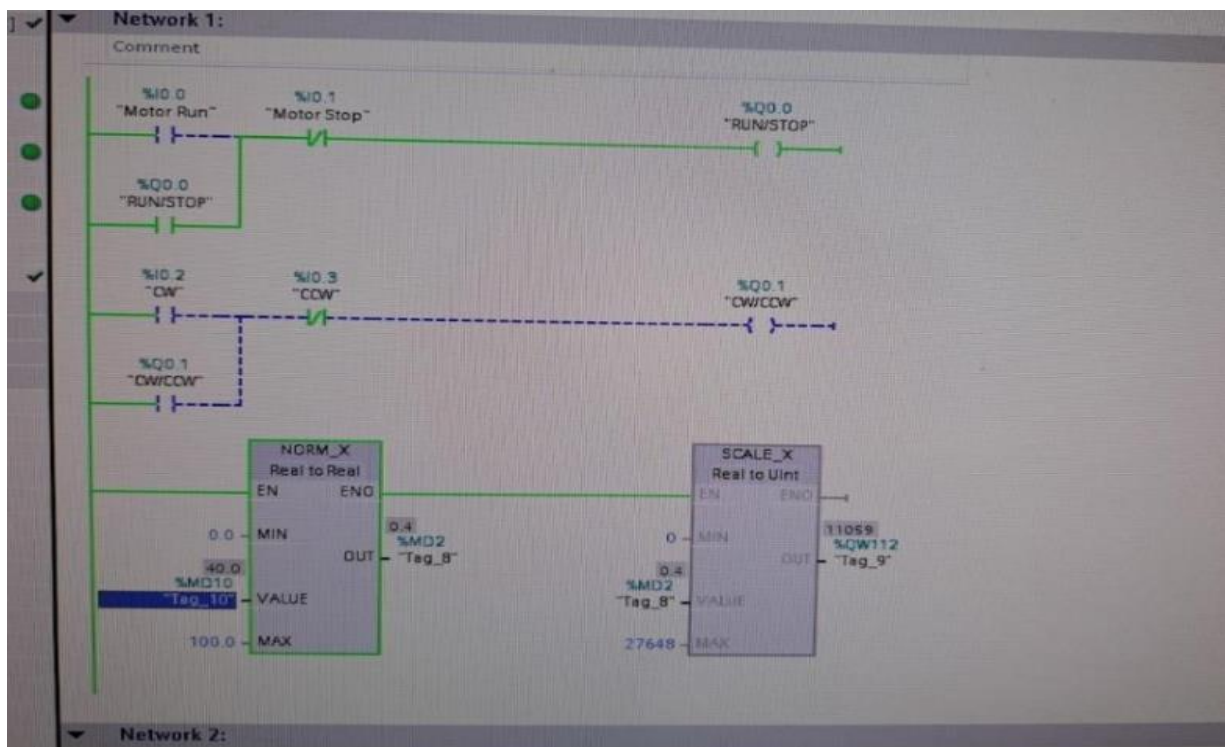 Network 1:
Comment
%I0.0
"Motor Run"
%I0.1
"Motor Stop"
%Q0.0
"RUN/STOP"
%Q0.0
"RUN/STOP"
%I0.2
"CW"
%I0.3
"CCW"
%Q0.1
"CW/CCW"
%Q0.1
"CW/CCW"
NORM_X
Real to Real
EN ENO
0.0 MIN
40.0
%MD10
"Tag_10" VALUE
100.0 MAX
OUT
0.4
%MD2
"Tag_8"
SCALE_X
Real to UInt
EN ENO
0 MIN
0.4
%MD2
"Tag_8" VALUE
27648 MAX
OUT
11059
%QW112
"Tag_9"
Network 2: